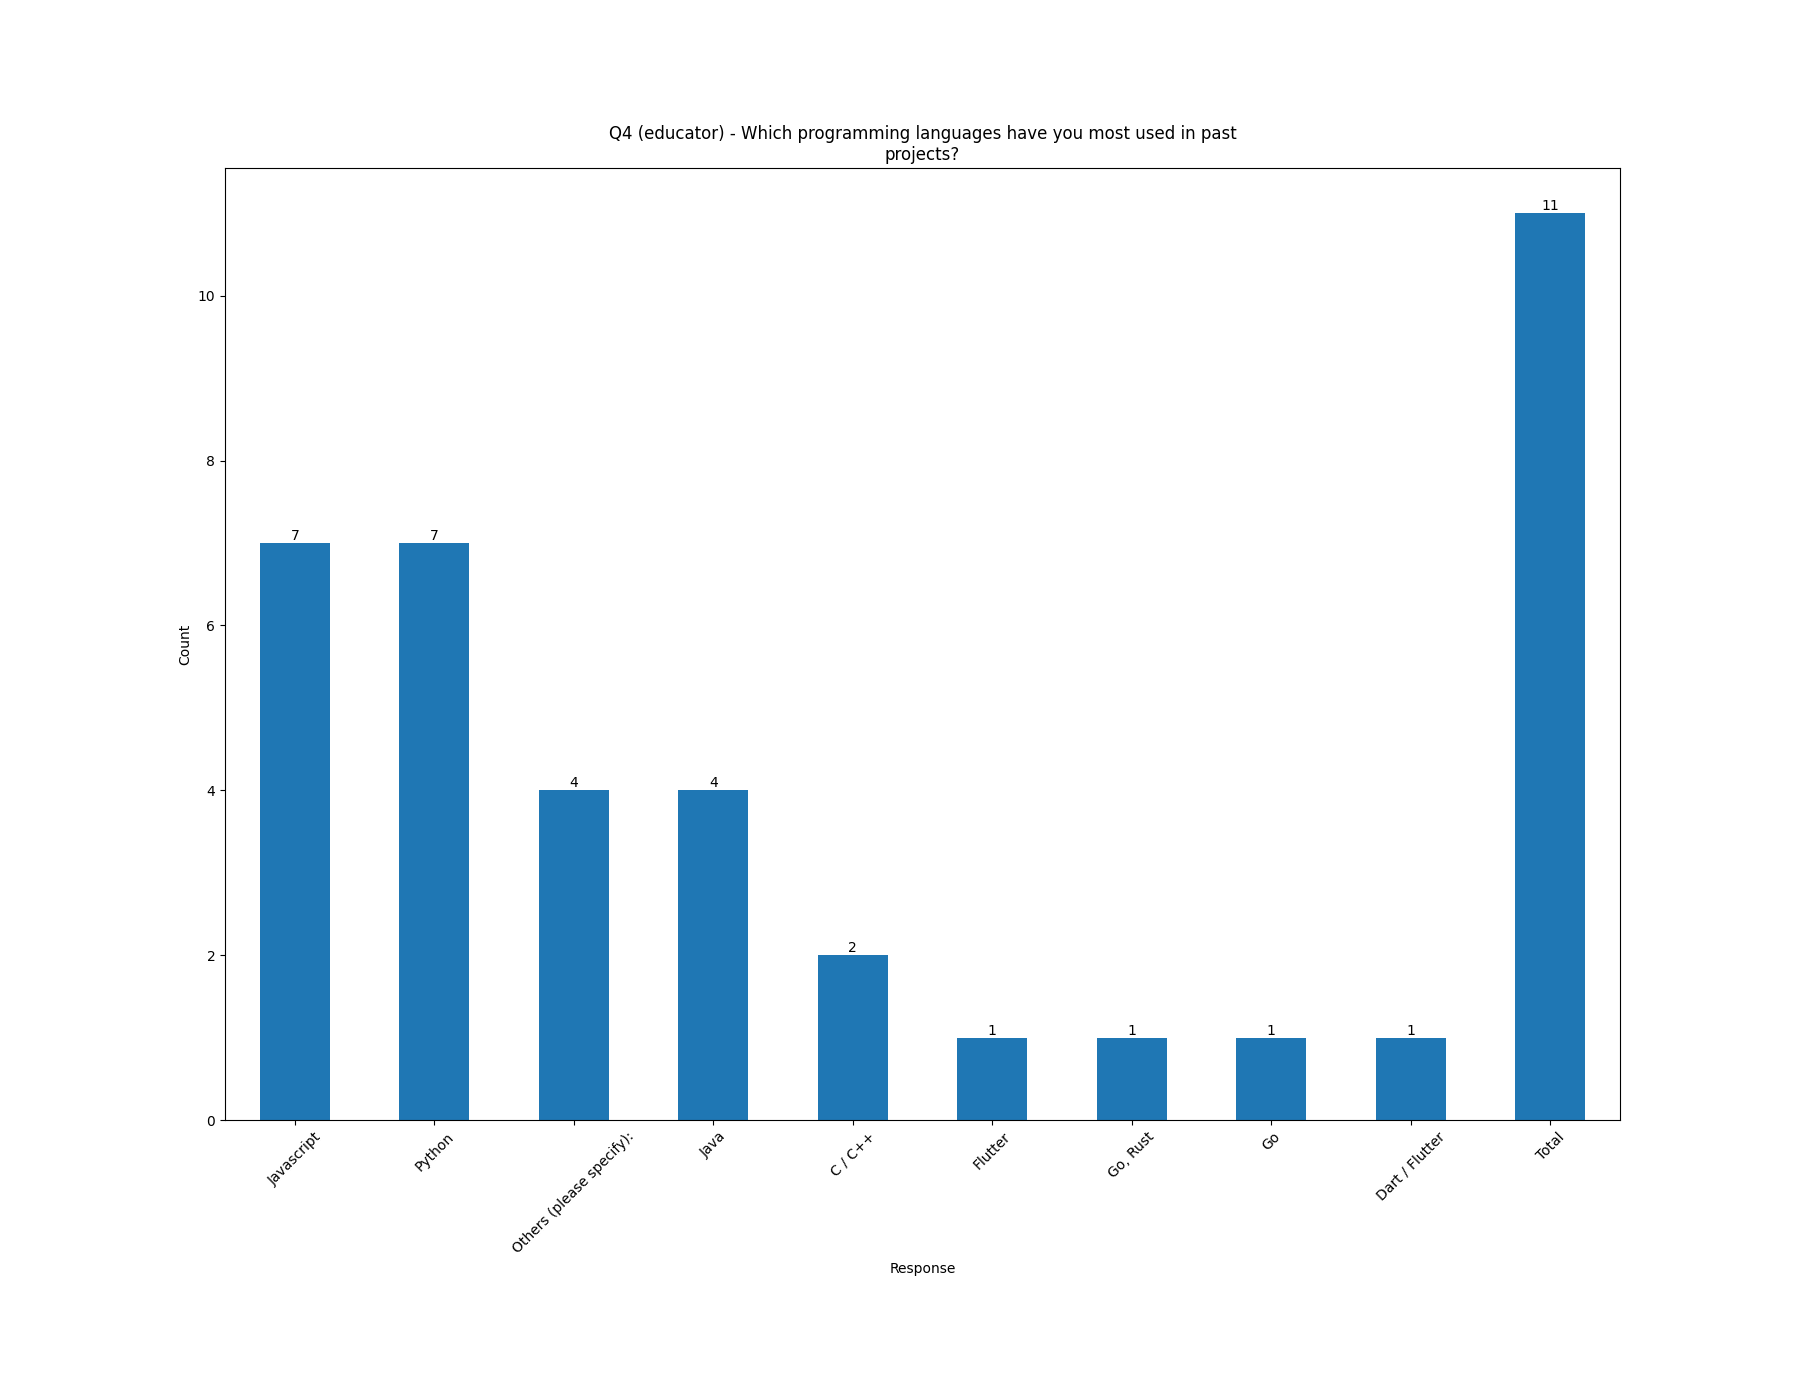 Q4 (educator) - Which programming languages have you most used in past
projects?
11
10
8
7
7
6
Count
4
4
4
2
2
1
1
1
1
0
Javascript
Python
Others (please specify):
Java
C / C++
Flutter
Go, Rust
Go
Dart / Flutter
Total
Response